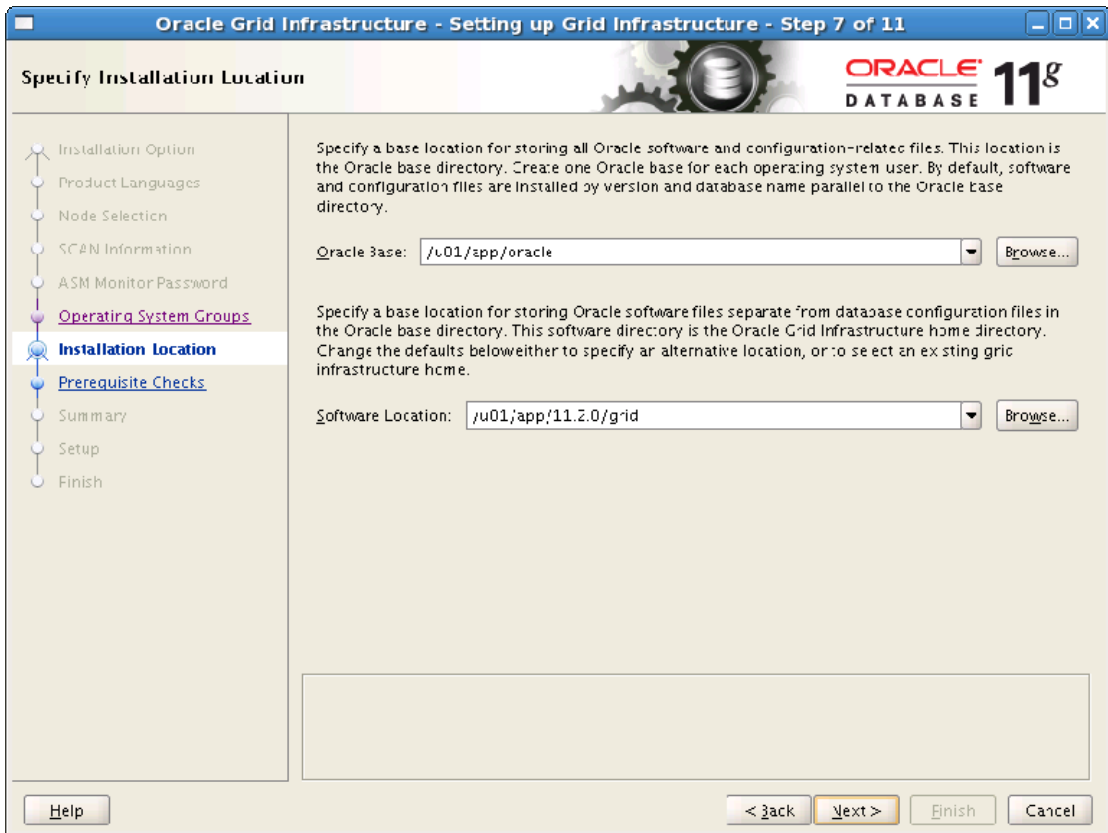 Oracle Grid Infrastructure - Setting up Grid Infrastructure - Step 7 of 11
Specify Installation Location
ORACLE
DATABASE
11g
Installation Option
Product Languages
Node Selection
SCAN Information
ASM Monitor Password
Operating System Groups
Installation Location
Prerequisite Checks
Summary
Setup
Finish
Specify a base location for storing all Oracle software and configuration-related files. This location is
the Oracle base directory. Create one Oracle base for each operating system user. By default, software
and configuration files are installed by version and database name parallel to the Oracle base
directory.
Oracle Base: /u01/app/oracle Browse...
Specify a base location for storing Oracle software files separate from database configuration files in
the Oracle base directory. This software directory is the Oracle Grid Infrastructure home directory.
Change the defaults beloweither to specify an alternative location, or to select an existing grid
infrastructure home.
Software Location: /u01/app/11.2.0/grid Browse...
Help < Back Next > Finish Cancel